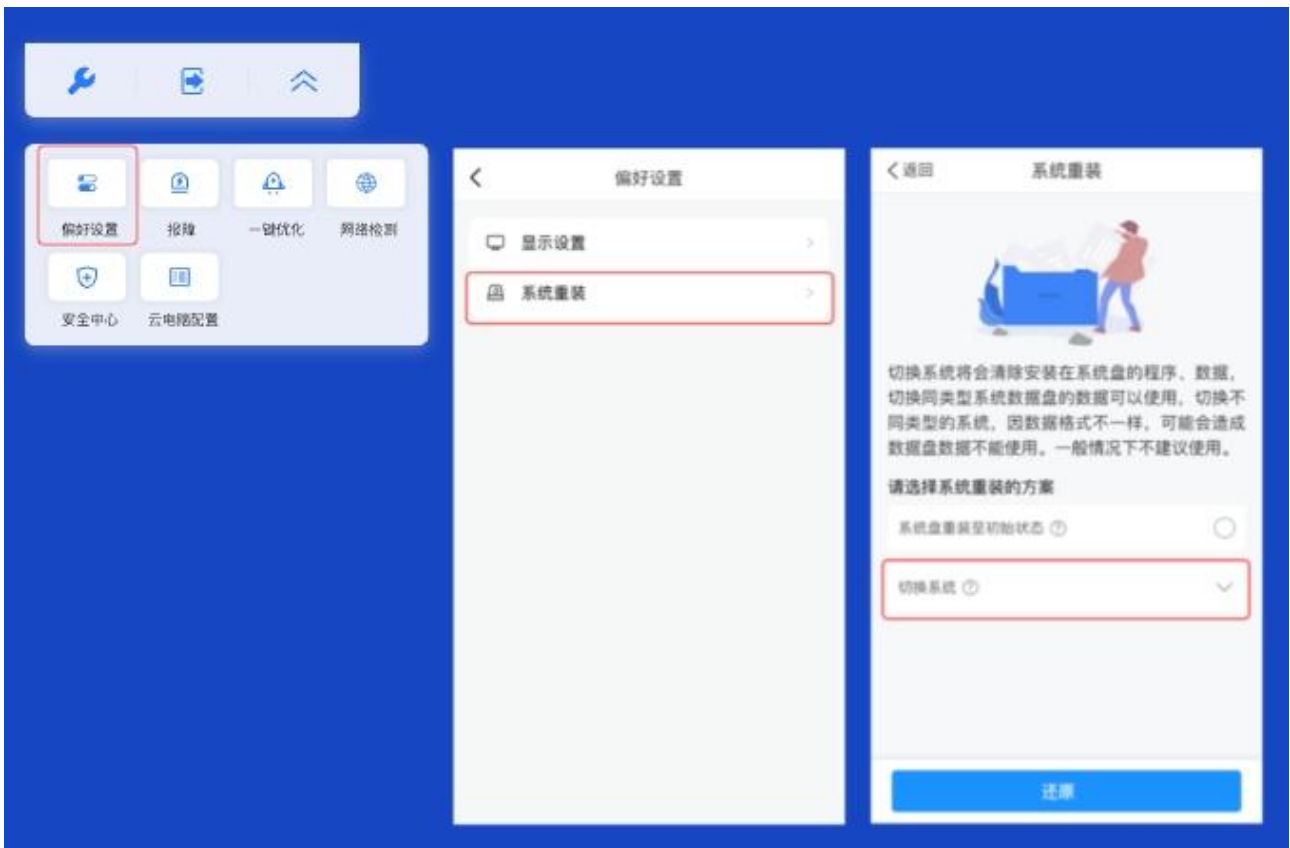 偏好设置
报障
一键优化
网络检测
安全中心
云电脑配置
偏好设置
显示设置
系统重装
返回
系统重装
切换系统将会清除安装在系统盘的程序、数据，
切换同类型系统数据盘的数据可以使用，切换不
同类型的系统，因数据格式不一样，可能会造成
数据盘数据不能使用。一般情况下不建议使用。
请选择系统重装的方案
系统盘重装至初始状态
切换系统
还原